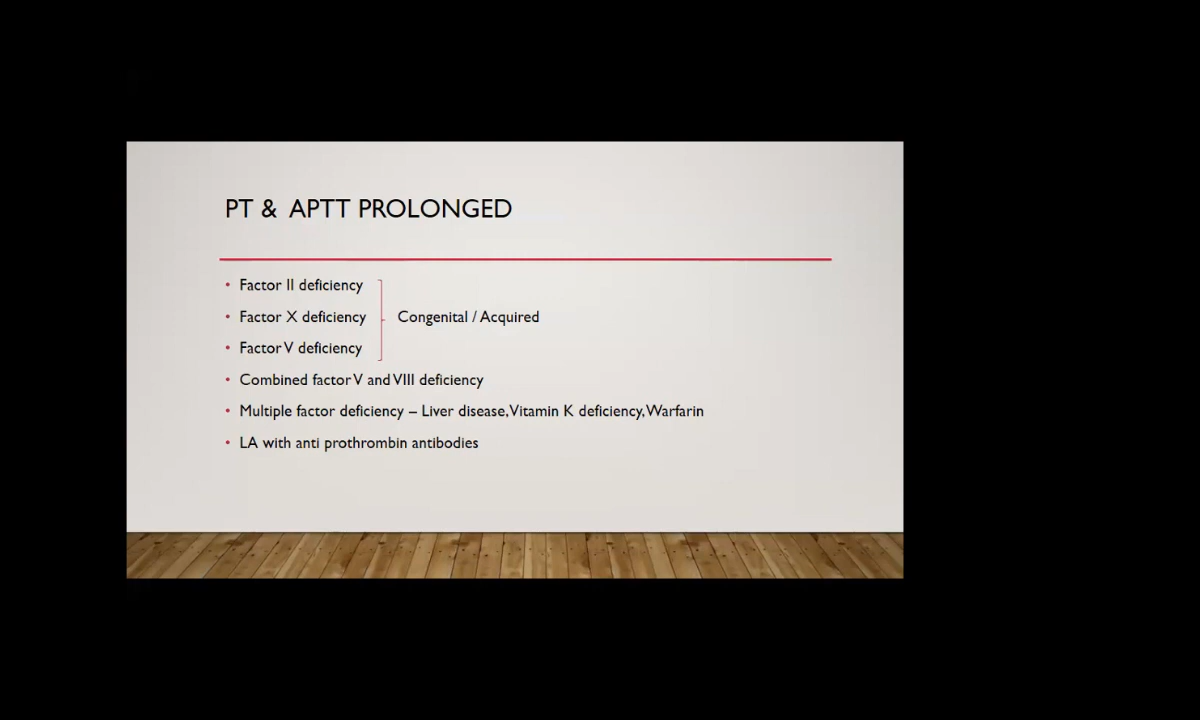 PT & APTT PROLONGED
• Factor II deficiency
• Factor X deficiency
Congenital / Acquired
• Factor V deficiency
• Combined factor V and VIII deficiency
• Multiple factor deficiency – Liver disease, Vitamin K deficiency, Warfarin
• LA with anti prothrombin antibodies